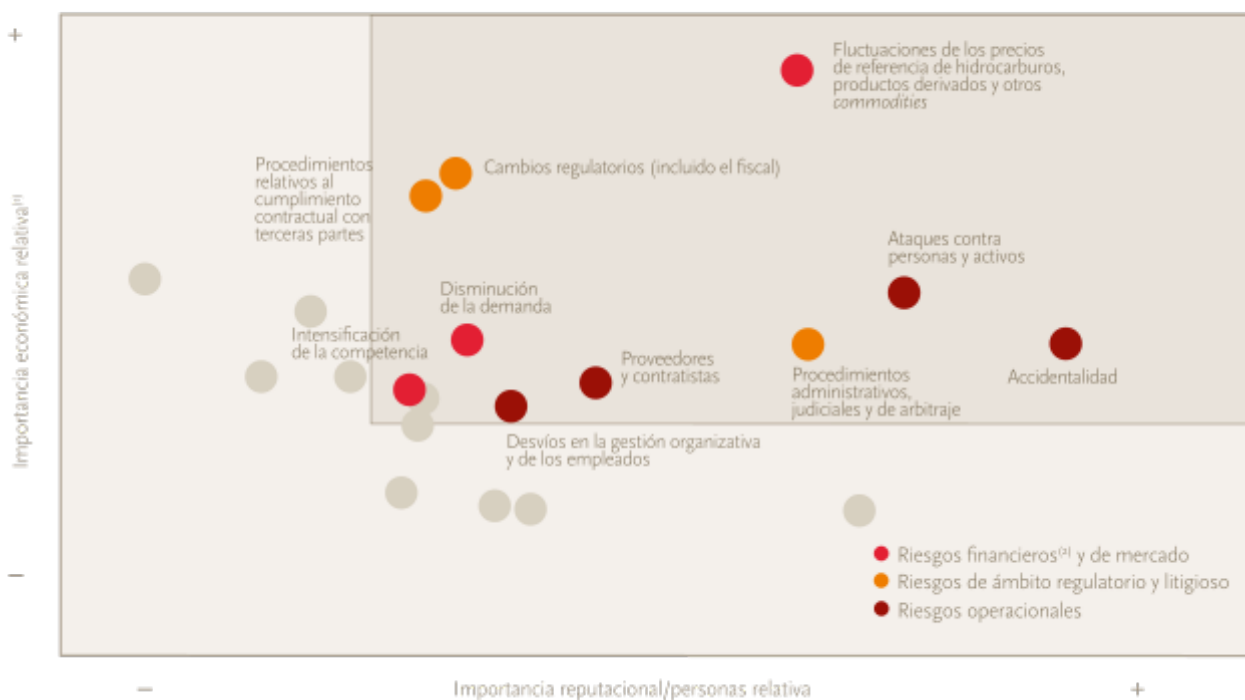 +
Fluctuaciones de los precios
de referencia de hidrocarburos,
productos derivados y otros
commodities
Procedimientos
relativos al
cumplimiento
contractual con
terceras partes
Cambios regulatorios (incluido el fiscal)
Ataques contra
personas y activos
Disminución
de la demanda
Intensificación
de la competencia
Proveedores
y contratistas
Procedimientos
administrativos,
judiciales y de arbitraje
Accidentalidad
Desvíos en la gestión organizativa
y de los empleados
Importancia económica relativa(1)
Riesgos financieros(2) y de mercado
Riesgos de ámbito regulatorio y litigioso
Riesgos operacionales
–
–
Importancia reputacional/personas relativa
+